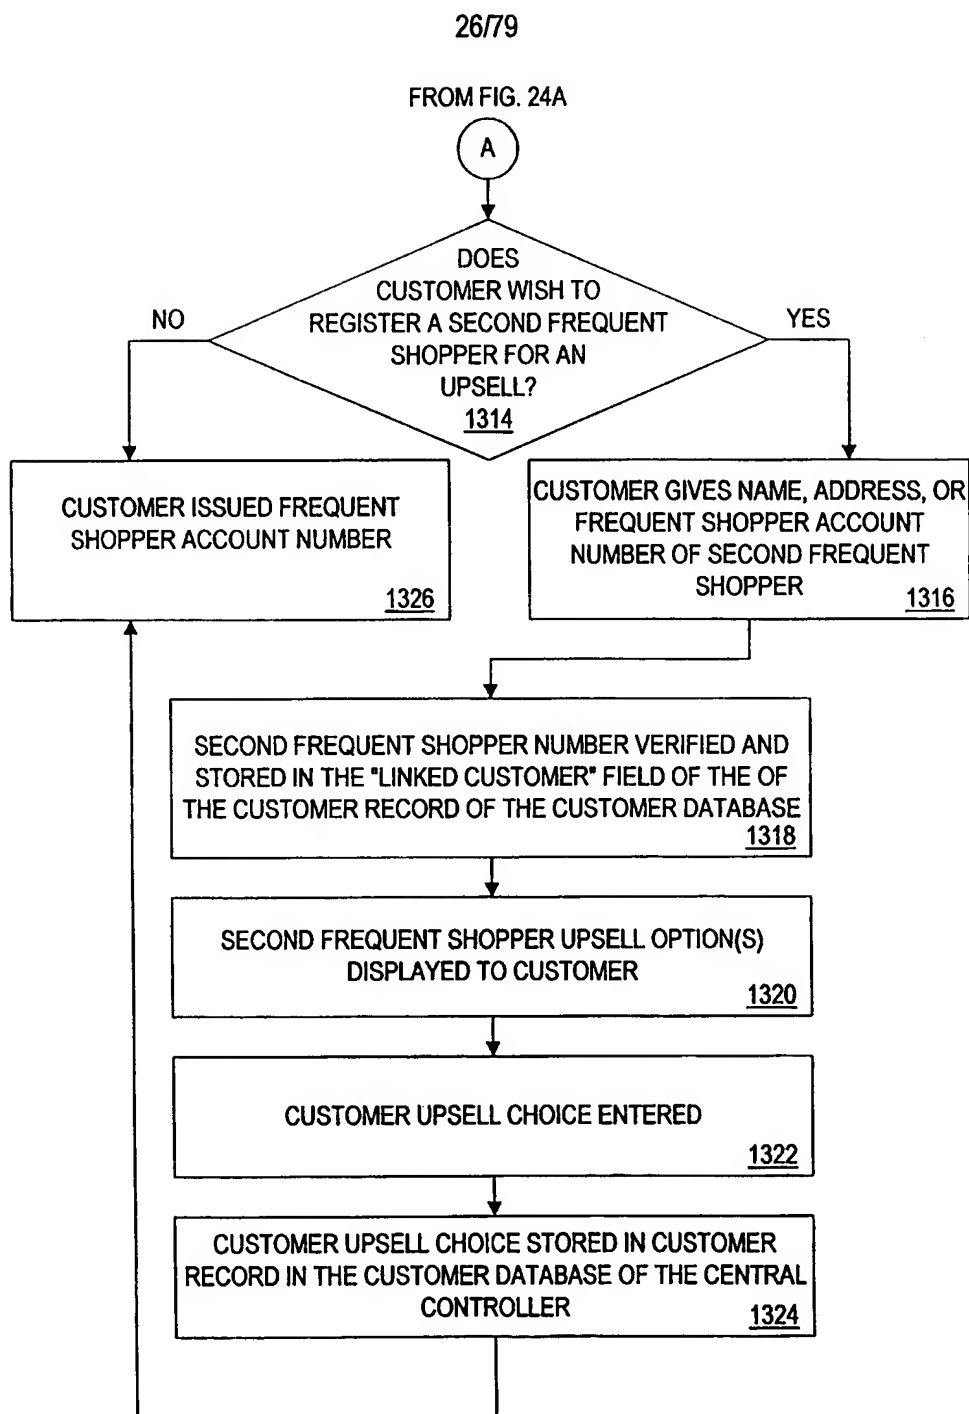 26/79
FROM FIG. 24A
A
DOES
CUSTOMER WISH TO
REGISTER A SECOND FREQUENT
SHOPPER FOR AN
UPSELL?
1314
NO
YES
CUSTOMER ISSUED FREQUENT
SHOPPER ACCOUNT NUMBER
1326
CUSTOMER GIVES NAME, ADDRESS, OR
FREQUENT SHOPPER ACCOUNT
NUMBER OF SECOND FREQUENT
SHOPPER
1316
SECOND FREQUENT SHOPPER NUMBER VERIFIED AND
STORED IN THE "LINKED CUSTOMER" FIELD OF THE OF
THE CUSTOMER RECORD OF THE CUSTOMER DATABASE
1318
SECOND FREQUENT SHOPPER UPSELL OPTION(S)
DISPLAYED TO CUSTOMER
1320
CUSTOMER UPSELL CHOICE ENTERED
1322
CUSTOMER UPSELL CHOICE STORED IN CUSTOMER
RECORD IN THE CUSTOMER DATABASE OF THE CENTRAL
CONTROLLER
1324